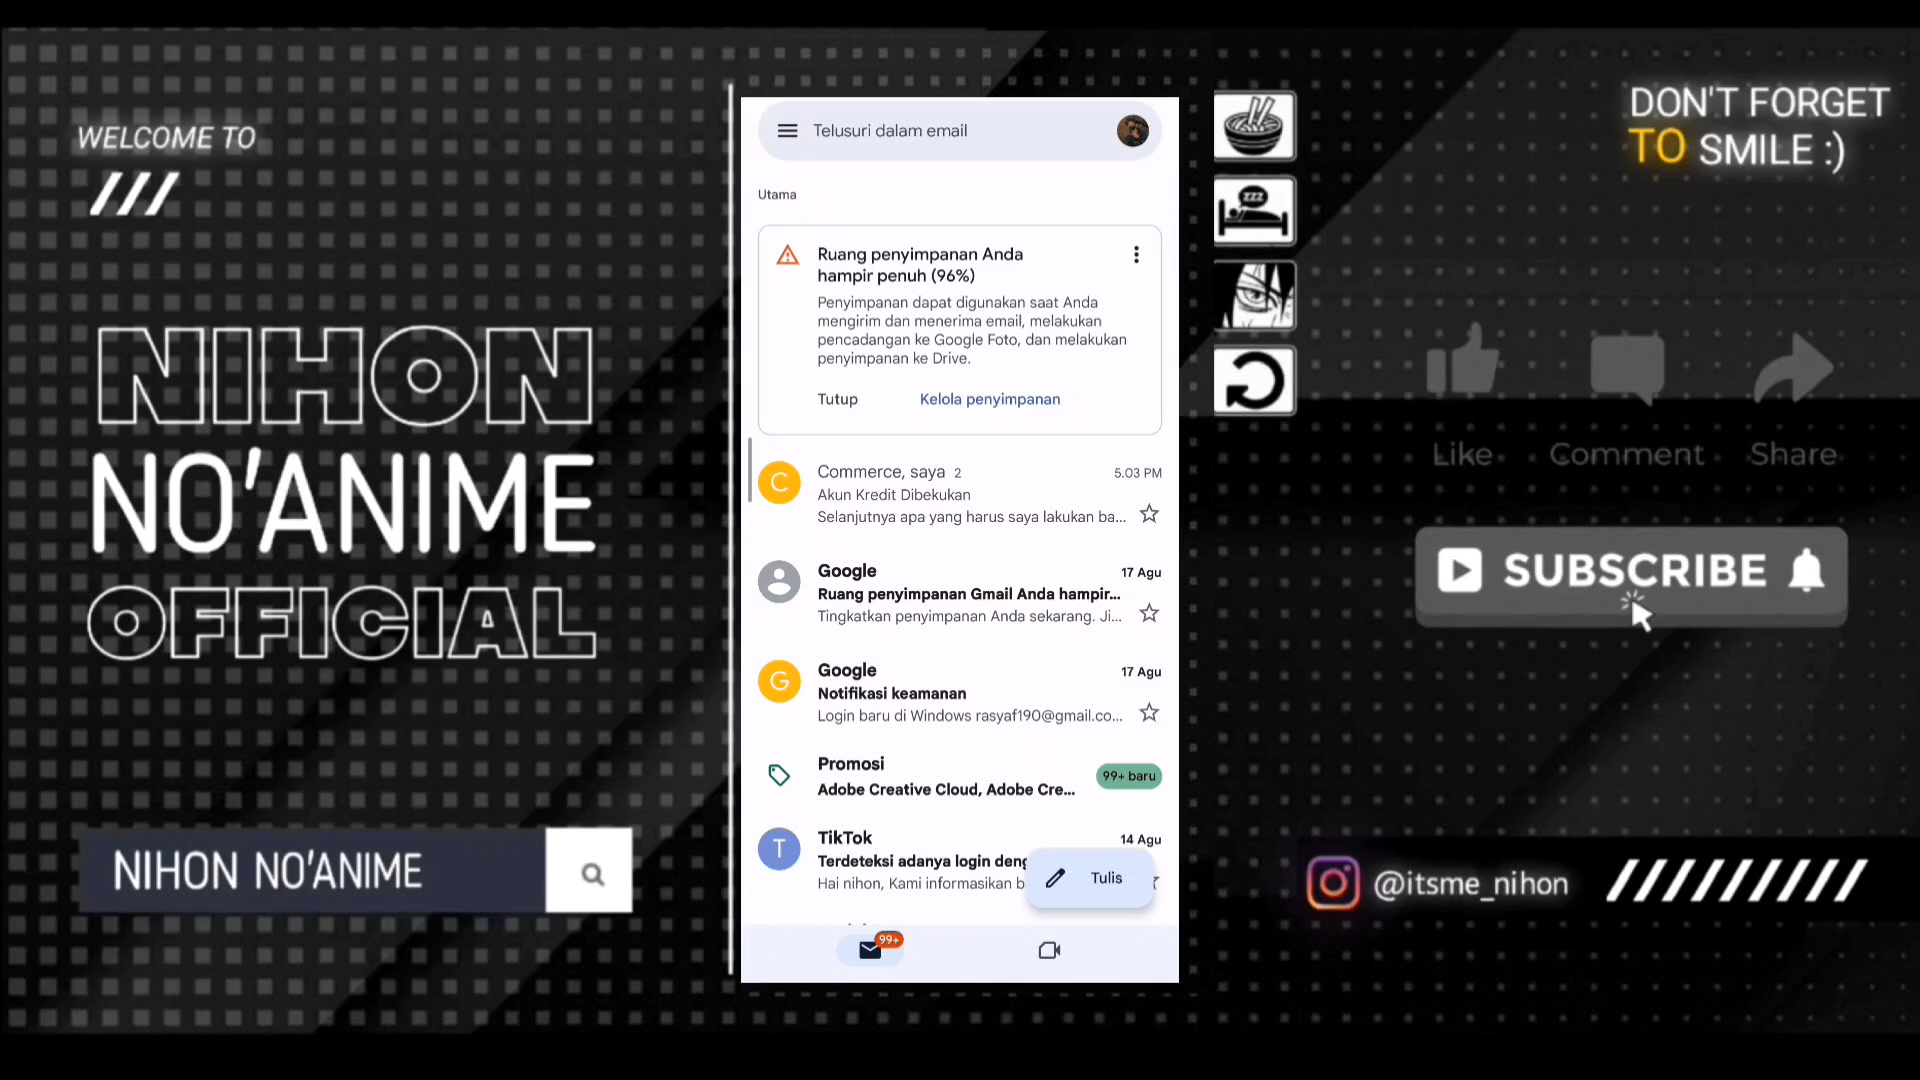 WELCOME TO
NIHON
NO'ANIME
OFFICIAL
NIHON NO'ANIME
Telusuri dalam email
Utama
Ruang penyimpanan Anda
hampir penuh (96%)
Penyimpanan dapat digunakan saat Anda
mengirim dan menerima email, melakukan
pencadangan ke Google Foto, dan melakukan
penyimpanan ke Drive.
Tutup Kelola penyimpanan
C Commerce, saya 2 5.03 PM
Akun Kredit Dibekukan
Selanjutnya apa yang harus saya lakukan ba...
Google 17 Agu
Ruang penyimpanan Gmail Anda hampir...
Tingkatkan penyimpanan Anda sekarang. Ji...
G Google 17 Agu
Notifikasi keamanan
Login baru di Windows rasyaf190@gmail.co...
Promosi 99+ baru
Adobe Creative Cloud, Adobe Cre...
T TikTok 14 Agu
Terdeteksi adanya login deng
Hai nihon, Kami informasikan b
Tulis
99+
zzz
DON'T FORGET
TO SMILE :)
Like Comment Share
SUBSCRIBE
@itsme_nihon